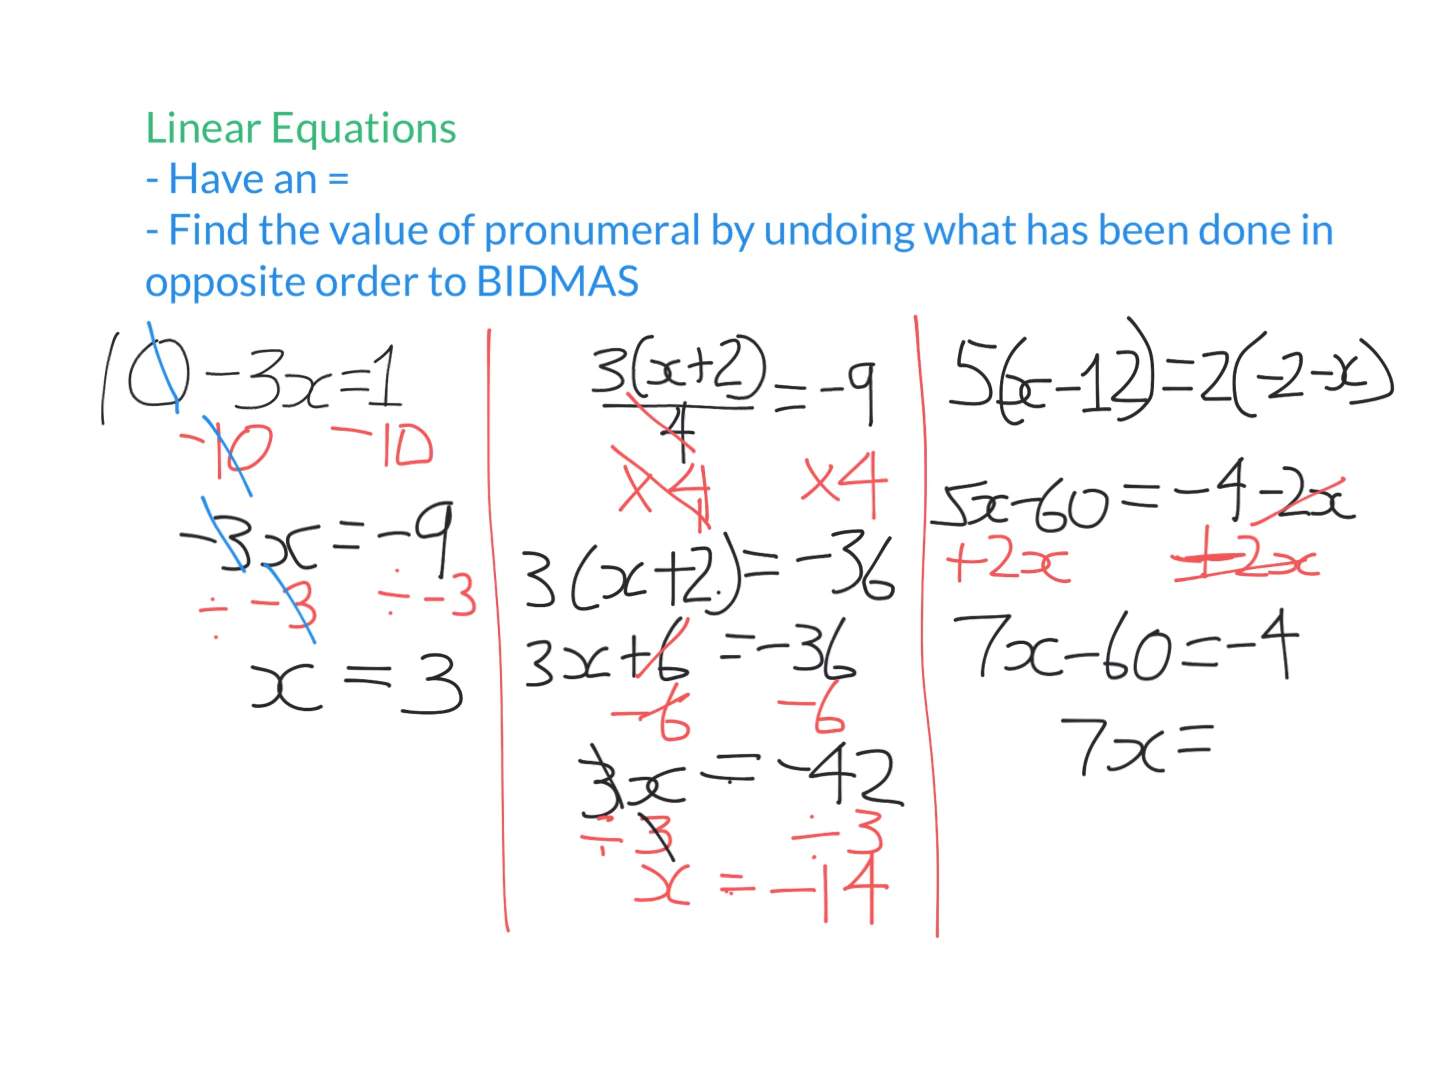 Linear Equations
- Have an =
- Find the value of pronumeral by undoing what has been done in
opposite order to BIDMAS
10 -3x=1
-10 -10
-3x=-9
÷-3 ÷-3
x=3
3(x+2)/4=-9
×4 ×4
3(x+2)=-36
3x+6=-36
-6 -6
3x=-42
÷3 ÷3
x=-14
5(x-12)=2(-2-x)
5x-60=-4-2x
+2x +2x
7x-60=-4
7x=